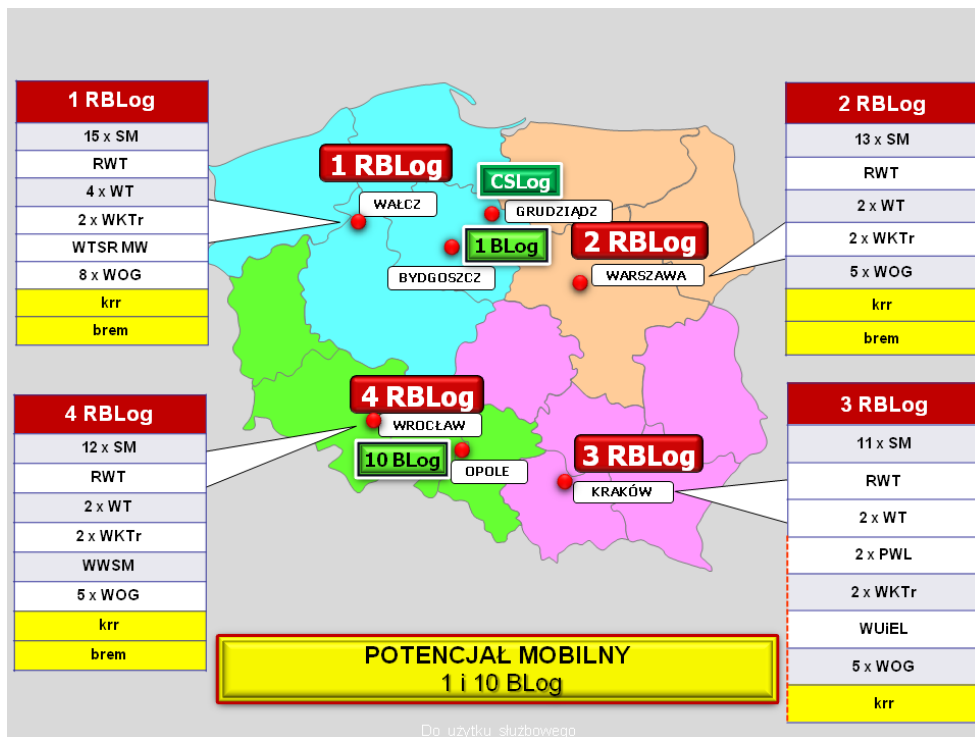 1 RBLog
15 x SM
RWT
4 x WT
2 x WKTr
WTSR MW
8 x WOG
krr
brem
2 RBLog
13 x SM
RWT
2 x WT
2 x WKTr
5 x WOG
krr
brem
1 RBLog
WAŁCZ
CSLog
GRUDZIĄDZ
1 BLog
BYDGOSZCZ
2 RBLog
WARSZAWA
4 RBLog
WROCŁAW
10 BLog
OPOLE
3 RBLog
KRAKÓW
4 RBLog
12 x SM
RWT
2 x WT
2 x WKTr
WWSM
5 x WOG
krr
brem
3 RBLog
11 x SM
RWT
2 x WT
2 x PWL
2 x WKTr
WUiEL
5 x WOG
krr
POTENCJAŁ MOBILNY
1 i 10 BLog
Do użytku służbowego